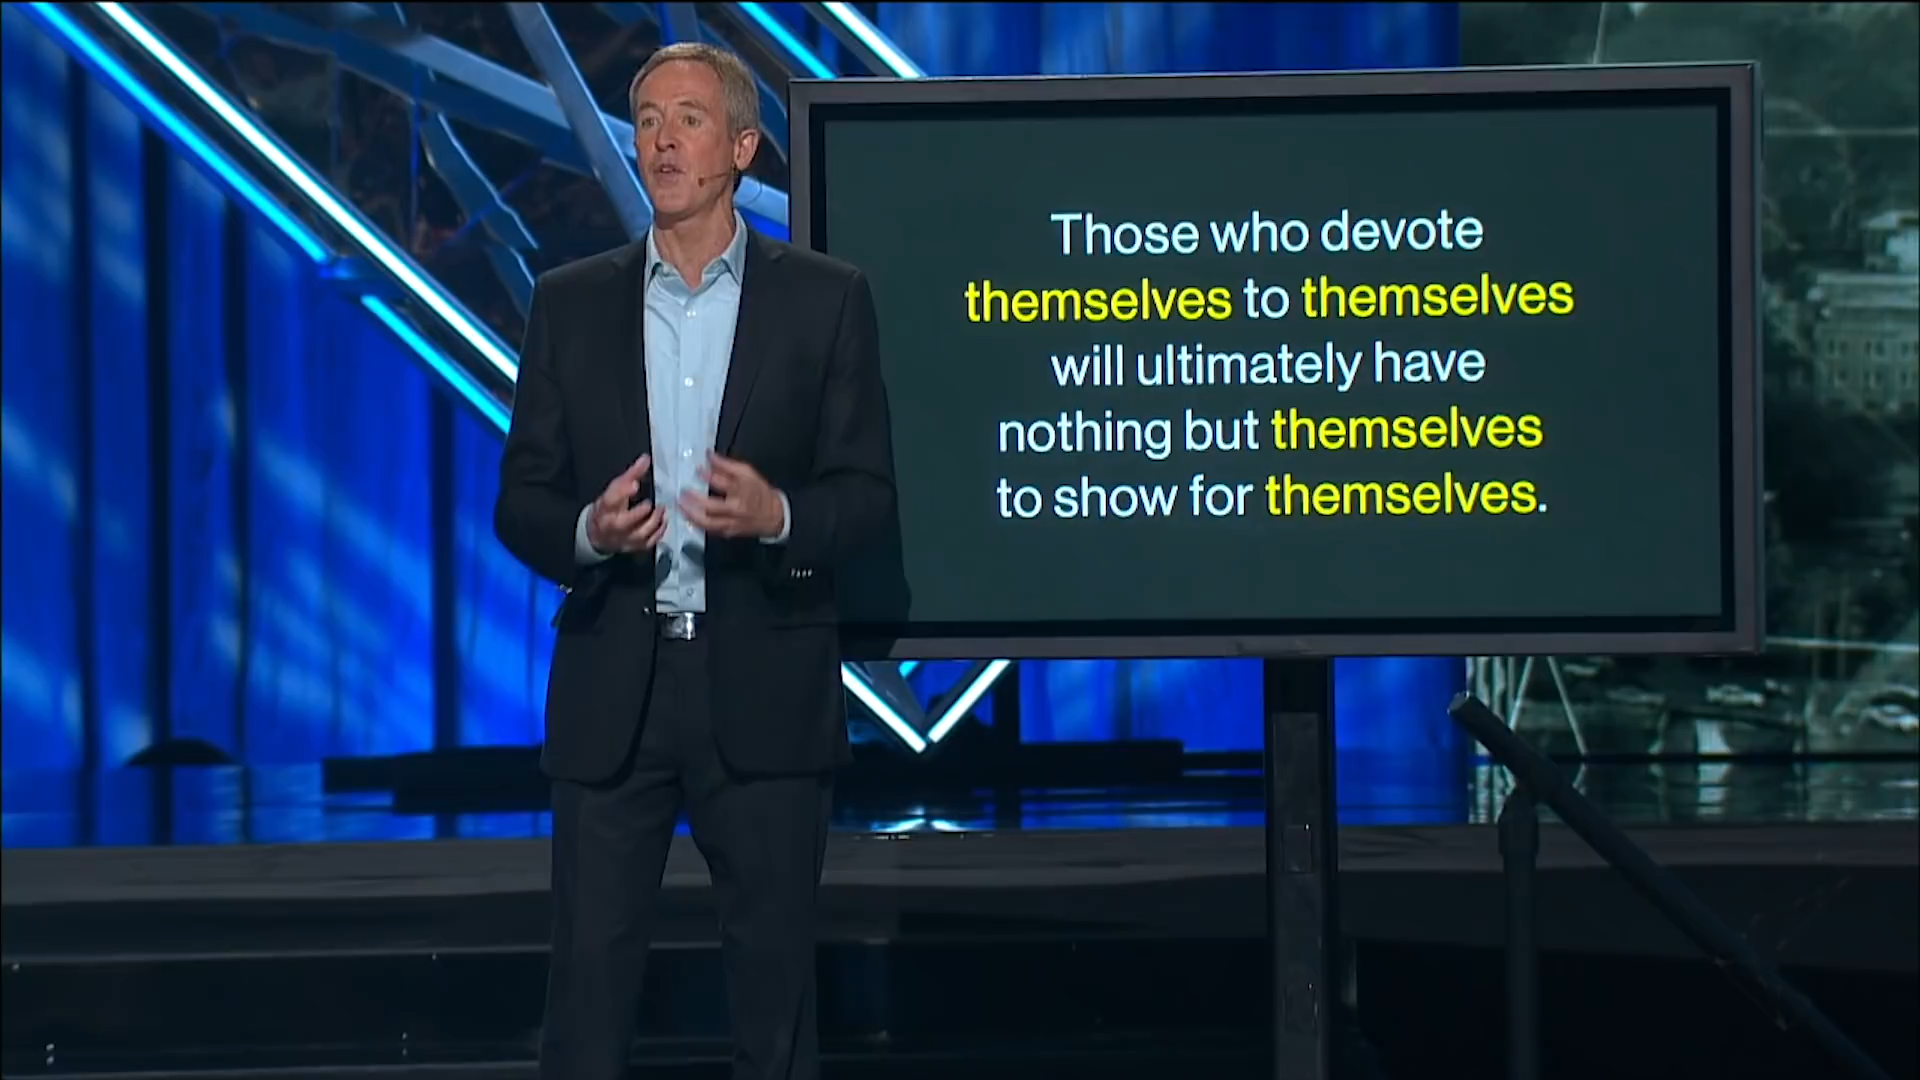 Those who devote
themselves to themselves
will ultimately have
nothing but themselves
to show for themselves.